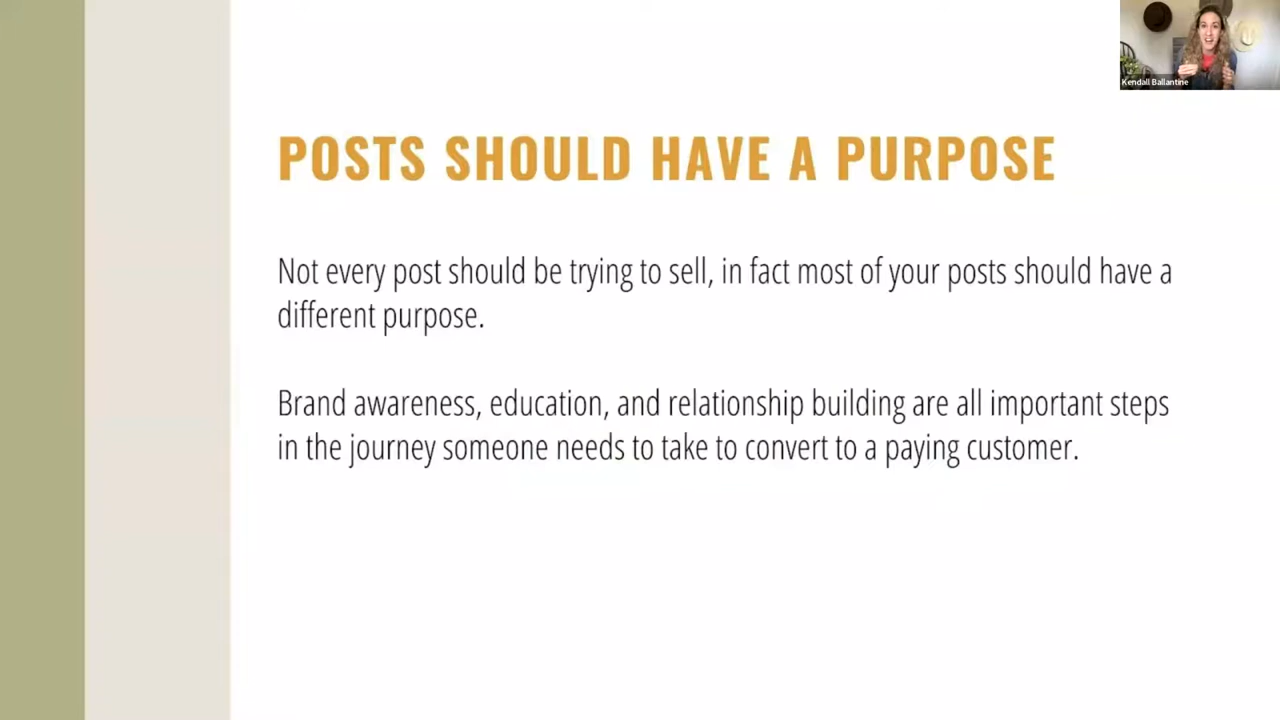 Kendall Ballantine
POSTS SHOULD HAVE A PURPOSE
Not every post should be trying to sell, in fact most of your posts should have a
different purpose.
Brand awareness, education, and relationship building are all important steps
in the journey someone needs to take to convert to a paying customer.